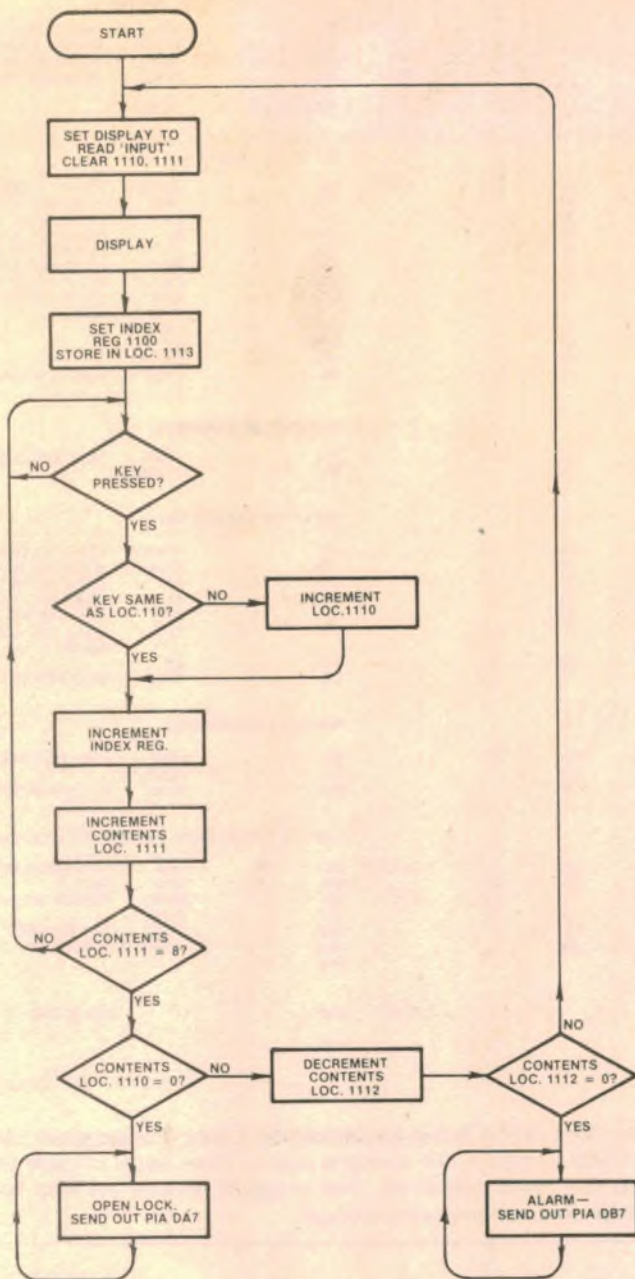 START
SET DISPLAY TO
READ 'INPUT'
CLEAR 1110, 1111
DISPLAY
SET INDEX
REG 1100
STORE IN LOC. 1113
NO
KEY
PRESSED?
YES
KEY SAME
AS LOC.110?
NO
INCREMENT
LOC.1110
YES
INCREMENT
INDEX REG.
INCREMENT
CONTENTS
LOC. 1111
NO
CONTENTS
LOC. 1111 = 8?
YES
CONTENTS
LOC. 1110 = 0?
NO
DECREMENT
CONTENTS
LOC. 1112
NO
CONTENTS
LOC. 1112 = 0?
YES
YES
OPEN LOCK.
SEND OUT PIA DA7
ALARM—
SEND OUT PIA DB7